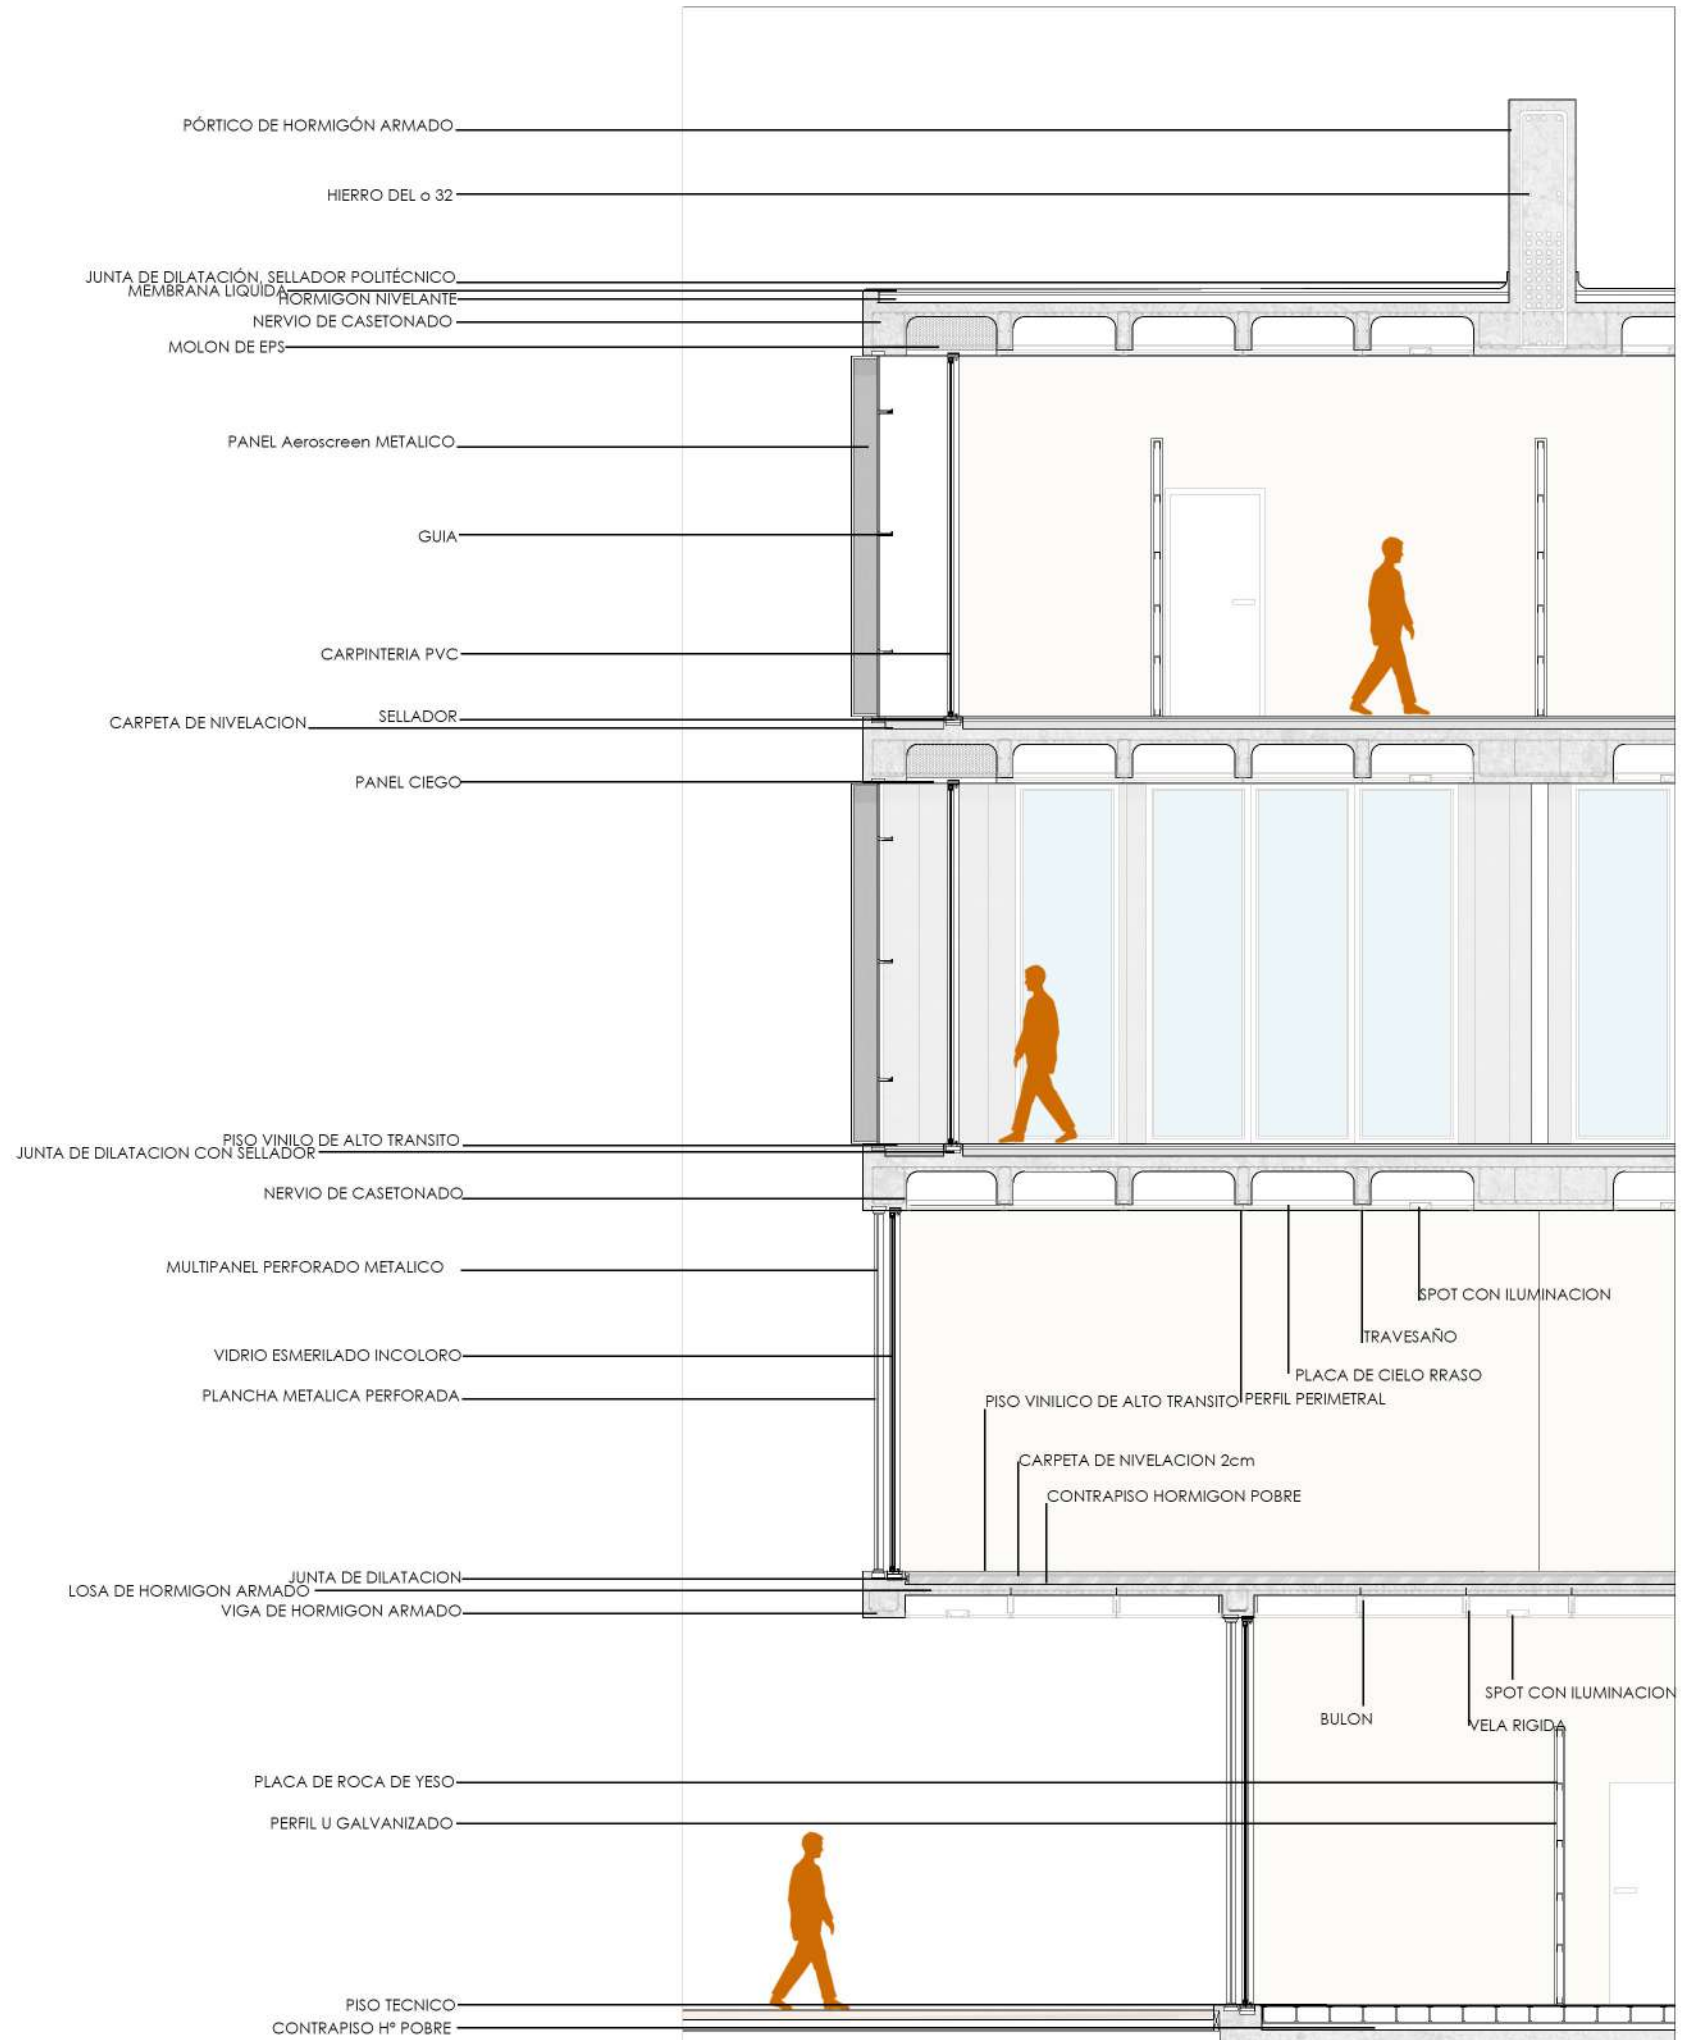 PÓRTICO DE HORMIGÓN ARMADO
HIERRO DEL o 32
JUNTA DE DILATACIÓN, SELLADOR POLITÉCNICO
MEMBRANA LIQUIDA
HORMIGON NIVELANTE
NERVIO DE CASETONADO
MOLON DE EPS
PANEL Aeroscreen METALICO
GUIA
CARPINTERIA PVC
SELLADOR
CARPETA DE NIVELACION
PANEL CIEGO
PISO VINILO DE ALTO TRANSITO
JUNTA DE DILATACION CON SELLADOR
NERVIO DE CASETONADO
MULTIPANEL PERFORADO METALICO
SPOT CON ILUMINACION
TRAVESAÑO
VIDRIO ESMERILADO INCOLORO
PLACA DE CIELO RRASO
PLANCHA METALICA PERFORADA
PISO VINILICO DE ALTO TRANSITO
PERFIL PERIMETRAL
CARPETA DE NIVELACION 2cm
CONTRAPISO HORMIGON POBRE
JUNTA DE DILATACION
LOSA DE HORMIGON ARMADO
VIGA DE HORMIGON ARMADO
SPOT CON ILUMINACION
BULON
VELA RIGIDA
PLACA DE ROCA DE YESO
PERFIL U GALVANIZADO
PISO TECNICO
CONTRAPISO Hº POBRE